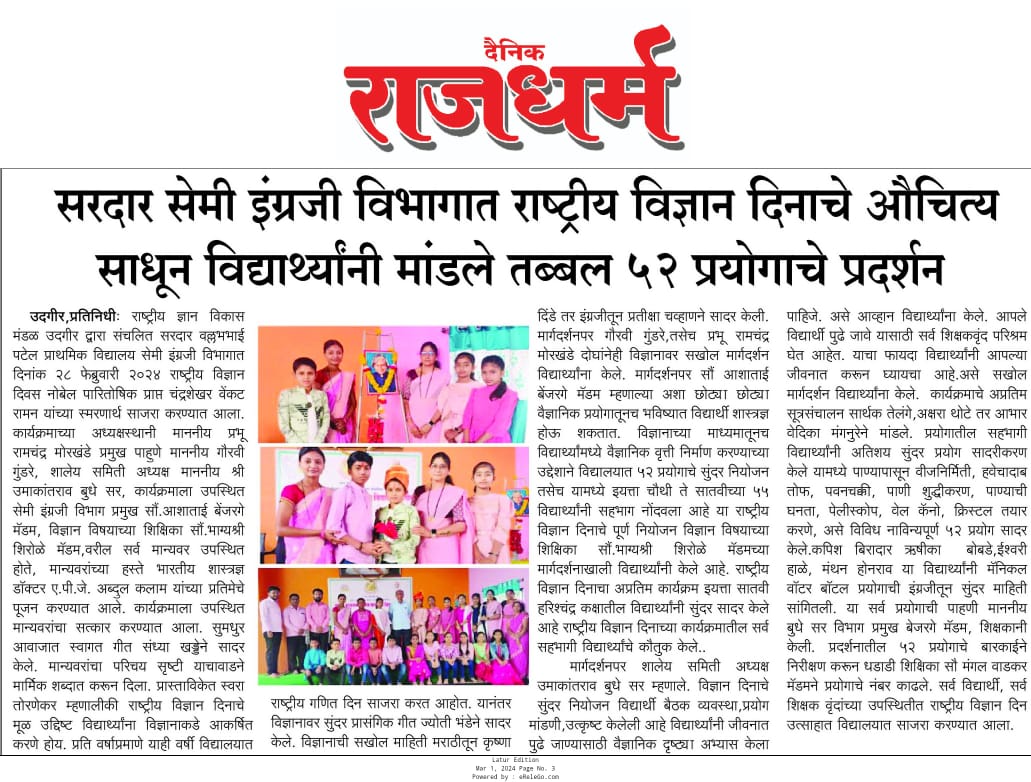 दैनिक
राजधर्म
सरदार सेमी इंग्रजी विभागात राष्ट्रीय विज्ञान दिनाचे औचित्य
साधून विद्यार्थ्यांनी मांडले तब्बल ५२ प्रयोगाचे प्रदर्शन
उदगीर,प्रतिनिधीः राष्ट्रीय ज्ञान विकास
मंडळ उदगीर द्वारा संचलित सरदार वल्लभभाई
पटेल प्राथमिक विद्यालय सेमी इंग्रजी विभागात
दिनांक २८ फेब्रुवारी २०२४ राष्ट्रीय विज्ञान
दिवस नोबेल पारितोषिक प्राप्त चंद्रशेखर वेंकट
रामन यांच्या स्मरणार्थ साजरा करण्यात आला.
कार्यक्रमाच्या अध्यक्षस्थानी माननीय प्रभू
रामचंद्र मोरखंडे प्रमुख पाहुणे माननीय गौरवी
गुंडरे, शालेय समिती अध्यक्ष माननीय श्री
उमाकांतराव बुधे सर, कार्यक्रमाला उपस्थित
सेमी इंग्रजी विभाग प्रमुख सौ.आशाताई बेंजरगे
मॅडम, विज्ञान विषयाच्या शिक्षिका सौ.भाग्यश्री
शिरोळे मॅडम,वरील सर्व मान्यवर उपस्थित
होते, मान्यवरांच्या हस्ते भारतीय शास्त्रज्ञ
डॉक्टर ए.पी.जे. अब्दुल कलाम यांच्या प्रतिमेचे
पूजन करण्यात आले. कार्यक्रमाला उपस्थित
मान्यवरांचा सत्कार करण्यात आला. सुमधुर
आवाजात स्वागत गीत संध्या खड्डेने सादर
केले. मान्यवरांचा परिचय सृष्टी याचावाडने
मार्मिक शब्दात करून दिला. प्रास्ताविकेत स्वरा
तोरणेकर म्हणालीकी राष्ट्रीय विज्ञान दिनाचे
मूळ उद्दिष्ट विद्यार्थ्यांना विज्ञानाकडे आकर्षित
करणे होय. प्रति वर्षाप्रमाणे याही वर्षी विद्यालयात
राष्ट्रीय गणित दिन साजरा करत आहोत. यानंतर
विज्ञानावर सुंदर प्रासंगिक गीत ज्योती भंडेने सादर
केले. विज्ञानाची सखोल माहिती मराठीतून कृष्णा
दिंडे तर इंग्रजीतून प्रतीक्षा चव्हाणने सादर केली.
मार्गदर्शनपर गौरवी गुंडरे,तसेच प्रभू रामचंद्र
मोरखंडे दोघांनेही विज्ञानावर सखोल मार्गदर्शन
विद्यार्थ्यांना केले. मार्गदर्शनपर सौं आशाताई
बेंजरगे मॅडम म्हणाल्या अशा छोट्या छोट्या
वैज्ञानिक प्रयोगातूनच भविष्यात विद्यार्थी शास्त्रज्ञ
होऊ शकतात. विज्ञानाच्या माध्यमातूनच
विद्यार्थ्यांमध्ये वैज्ञानिक वृत्ती निर्माण करण्याच्या
उद्देशाने विद्यालयात ५२ प्रयोगाचे सुंदर नियोजन
तसेच यामध्ये इयत्ता चौथी ते सातवीच्या ५५
विद्यार्थ्यांनी सहभाग नोंदवला आहे या राष्ट्रीय
विज्ञान दिनाचे पूर्ण नियोजन विज्ञान विषयाच्या
शिक्षिका सौं.भाग्यश्री शिरोळे मॅडमच्या
मार्गदर्शनाखाली विद्यार्थ्यांनी केले आहे. राष्ट्रीय
विज्ञान दिनाचा अप्रतिम कार्यक्रम इयत्ता सातवी
हरिश्चंद्र कक्षातील विद्यार्थ्यांनी सुंदर सादर केले
आहे राष्ट्रीय विज्ञान दिनाच्या कार्यक्रमातील सर्व
सहभागी विद्यार्थ्यांचे कौतुक केले..
मार्गदर्शनपर शालेय समिती अध्यक्ष
उमाकांतराव बुधे सर म्हणाले. विज्ञान दिनाचे
सुंदर नियोजन विद्यार्थी बैठक व्यवस्था,प्रयोग
मांडणी,उत्कृष्ट केलेली आहे विद्यार्थ्यांनी जीवनात
पुढे जाण्यासाठी वैज्ञानिक दृष्ट्या अभ्यास केला
पाहिजे. असे आव्हान विद्यार्थ्यांना केले. आपले
विद्यार्थी पुढे जावे यासाठी सर्व शिक्षकवृंद परिश्रम
घेत आहेत. याचा फायदा विद्यार्थ्यांनी आपल्या
जीवनात करून घ्यायचा आहे.असे सखोल
मार्गदर्शन विद्यार्थ्यांना केले. कार्यक्रमाचे अप्रतिम
सूत्रसंचालन सार्थक तेलंगे,अक्षरा थोटे तर आभार
वेदिका मंगनुरेने मांडले. प्रयोगातील सहभागी
विद्यार्थ्यांनी अतिशय सुंदर प्रयोग सादरीकरण
केले यामध्ये पाण्यापासून वीजनिर्मिती, हवेचादाब
तोफ, पवनचक्की, पाणी शुद्धीकरण, पाण्याची
घनता, पेलीस्कोप, वेल कॅनो, क्रिस्टल तयार
करणे, असे विविध नाविन्यपूर्ण ५२ प्रयोग सादर
केले.कपिश बिरादार ऋषीका बोबडे,ईश्वरी
हाळे, मंथन होनराव या विद्यार्थ्यांनी मॅनिकल
वॉटर बॉटल प्रयोगाची इंग्रजीतून सुंदर माहिती
सांगितली. या सर्व प्रयोगाची पाहणी माननीय
बुधे सर विभाग प्रमुख बेजरगे मॅडम, शिक्षकानी
केली. प्रदर्शनातील ५२ प्रयोगाचे बारकाईने
निरीक्षण करून धडाडी शिक्षिका सौ मंगल वाडकर
मॅडमने प्रयोगाचे नंबर काढले. सर्व विद्यार्थी, सर्व
शिक्षक वृंदांच्या उपस्थितीत राष्ट्रीय विज्ञान दिन
उत्साहात विद्यालयात साजरा करण्यात आला.
Latur Edition
Mar 1, 2024 Page No. 3
Powered by : eReleGo.com